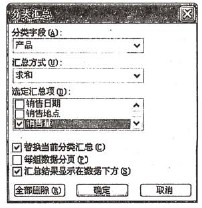 分类汇总
分类字段(A):
产品
汇总方式(U):
求和
选定汇总项(D):
销售日期
销售地点
销售量
替换当前分类汇总(C)
每组数据分页(P)
汇总结果显示在数据下方(S)
全部删除(R) 确定 取消